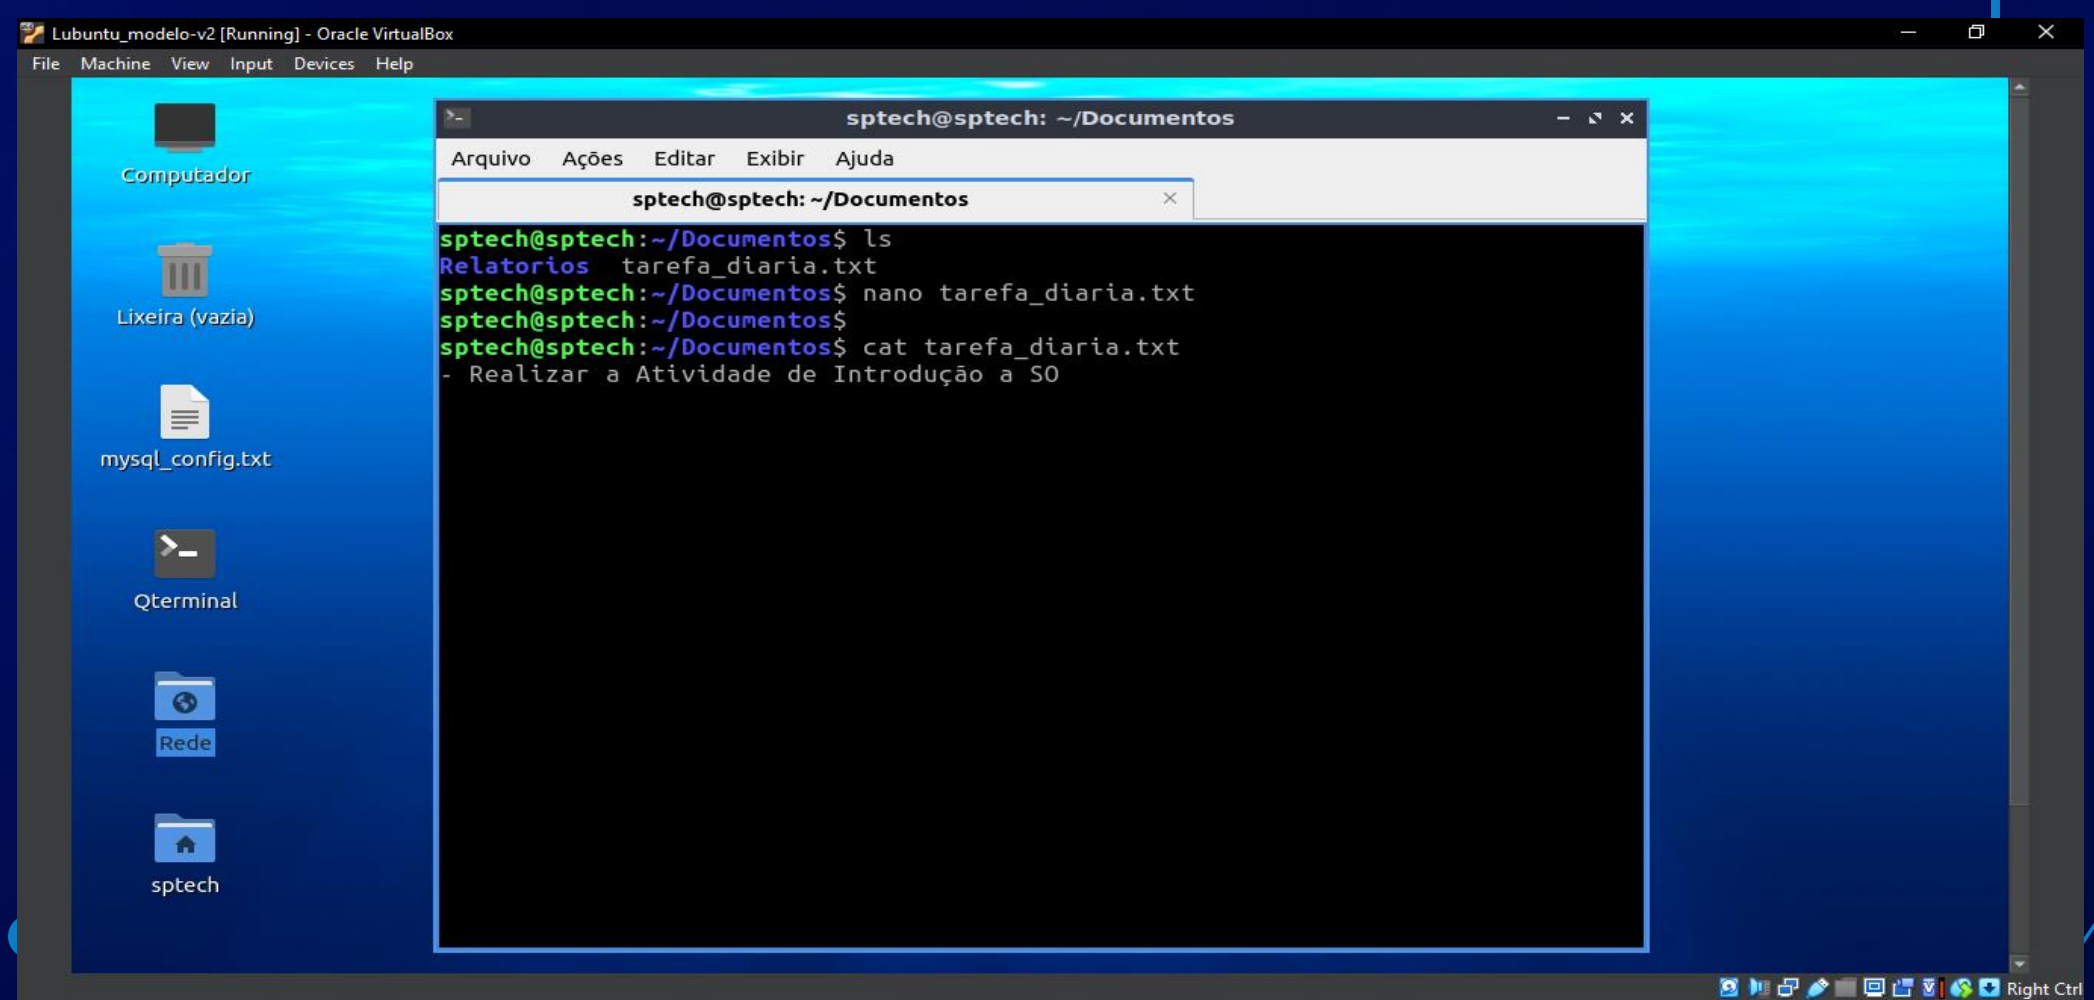 Lubuntu_modelo-v2 [Running] - Oracle VirtualBox
File Machine View Input Devices Help
sptech@sptech: ~/Documentos
Arquivo Ações Editar Exibir Ajuda
sptech@sptech: ~/Documentos
sptech@sptech:~/Documentos$ ls
Relatorios tarefa_diaria.txt
sptech@sptech:~/Documentos$ nano tarefa_diaria.txt
sptech@sptech:~/Documentos$
sptech@sptech:~/Documentos$ cat tarefa_diaria.txt
- Realizar a Atividade de Introdução a SO
Computador
Lixeira (vazia)
mysql_config.txt
Qterminal
Rede
sptech
Right Ctrl